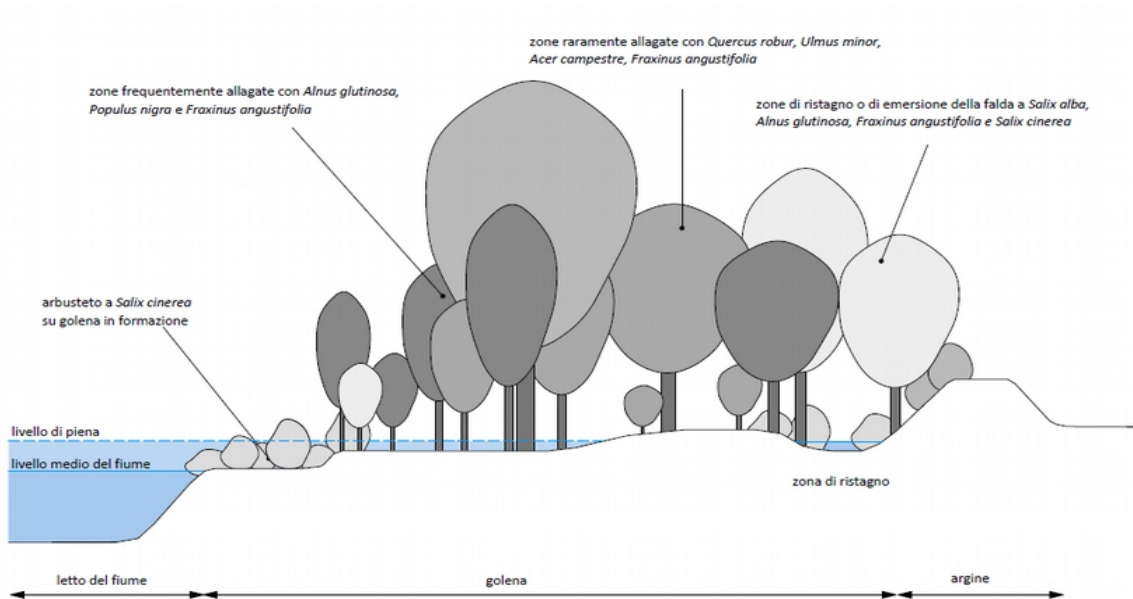 zone raramente allagate con Quercus robur, Ulmus minor,
Acer campestre, Fraxinus angustifolia
zone frequentemente allagate con Alnus glutinosa,
Populus nigra e Fraxinus angustifolia
zone di ristagno o di emersione della falda a Salix alba,
Alnus glutinosa, Fraxinus angustifolia e Salix cinerea
arbusteto a Salix cinerea
su golena in formazione
livello di piena
livello medio del fiume
zona di ristagno
letto del fiume
golena
argine